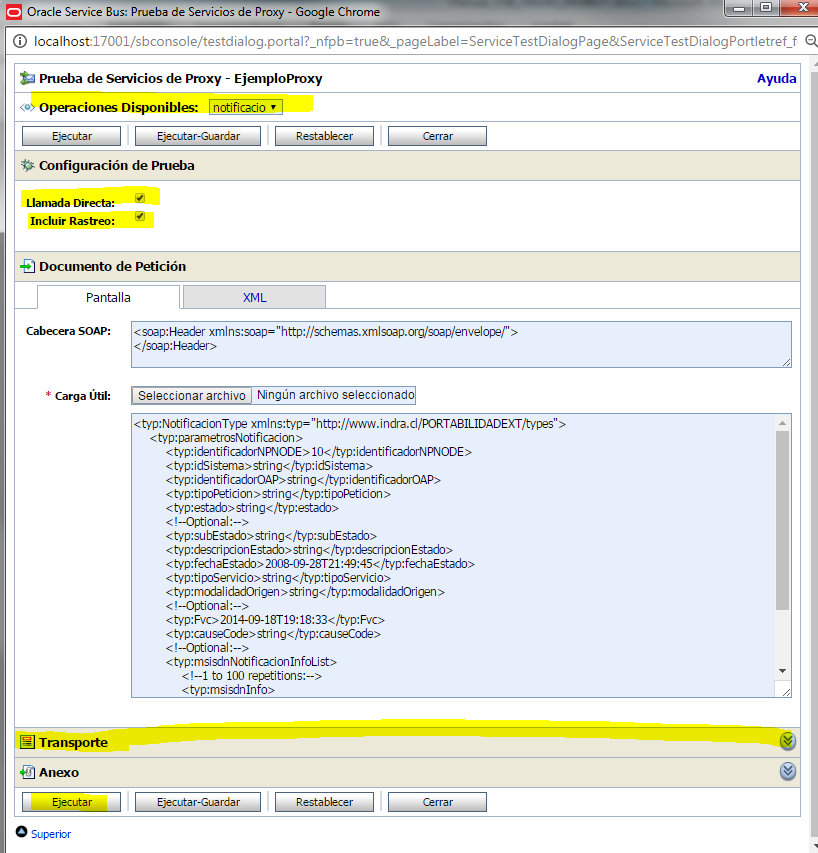 Oracle Service Bus: Prueba de Servicios de Proxy - Google Chrome
localhost:17001/sbconsole/testdialog.portal?_nfpb=true&_pageLabel=ServiceTestDialogPage&ServiceTestDialogPortletref_f
Prueba de Servicios de Proxy - EjemploProxy Ayuda
Operaciones Disponibles: notificacio
Ejecutar Ejecutar-Guardar Restablecer Cerrar
Configuración de Prueba
Llamada Directa:
Incluir Rastreo:
Documento de Petición
Pantalla XML
Cabecera SOAP: <soap:Header xmlns:soap="http://schemas.xmlsoap.org/soap/envelope/">
</soap:Header>
* Carga Útil: Seleccionar archivo Ningún archivo seleccionado
<typ:NotificacionType xmlns:typ="http://www.indra.cl/PORTABILIDADEXT/types">
<typ:parametrosNotificacion>
<typ:identificadorNPNODE>10</typ:identificadorNPNODE>
<typ:idSistema>string</typ:idSistema>
<typ:identificadorOAP>string</typ:identificadorOAP>
<typ:tipoPeticion>string</typ:tipoPeticion>
<typ:estado>string</typ:estado>
<!--Optional:-->
<typ:subEstado>string</typ:subEstado>
<typ:descripcionEstado>string</typ:descripcionEstado>
<typ:fechaEstado>2008-09-28T21:49:45</typ:fechaEstado>
<typ:tipoServicio>string</typ:tipoServicio>
<typ:modalidadOrigen>string</typ:modalidadOrigen>
<!--Optional:-->
<typ:Fvc>2014-09-18T19:18:33</typ:Fvc>
<typ:causeCode>string</typ:causeCode>
<!--Optional:-->
<typ:msisdnNotificacionInfoList>
<!--1 to 100 repetitions:-->
<typ:msisdnInfo>
Transporte
Anexo
Ejecutar Ejecutar-Guardar Restablecer Cerrar
Superior